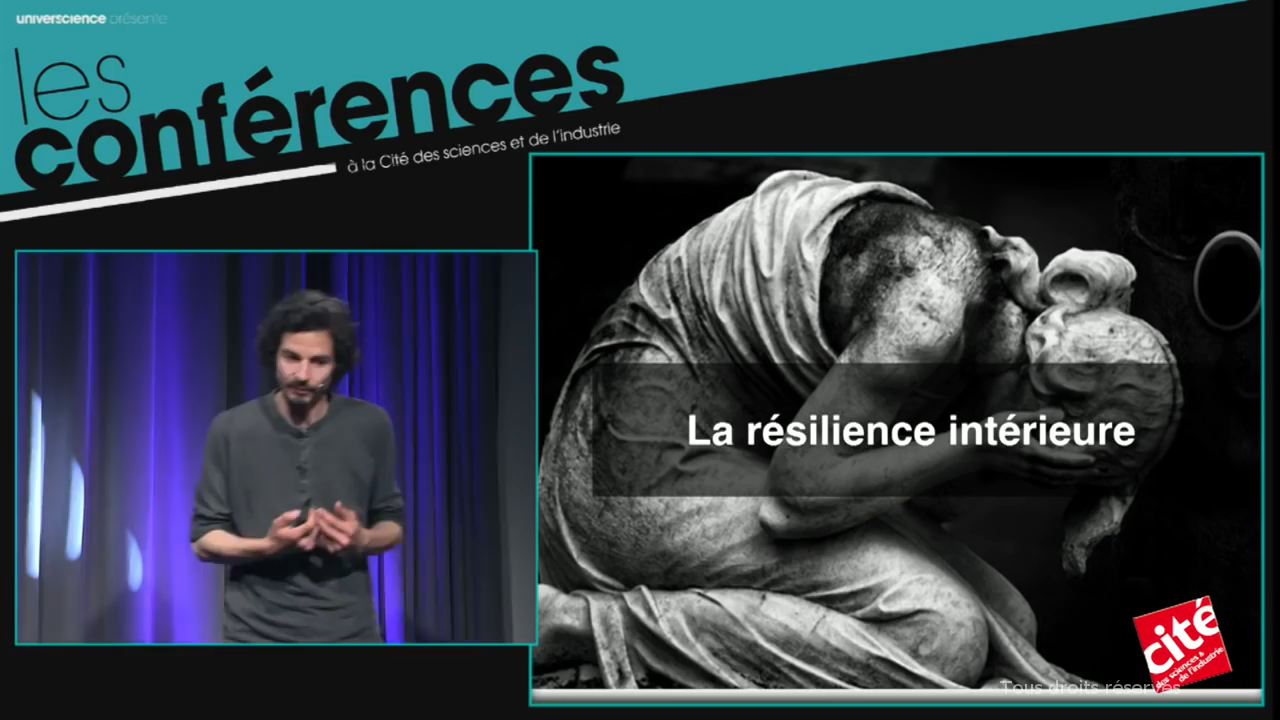 universcience présente
les
conférences
à la Cité des sciences et de l'industrie
La résilience intérieure
cité
des sciences &
de l'industrie
Tous droits réservés